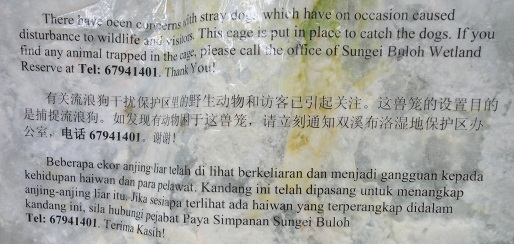 There have been concerns with stray dogs which have on occasion caused
disturbance to wildlife and visitors. This cage is put in place to catch the dogs. If you
find any animal trapped in the cage, please call the office of Sungei Buloh Wetland
Reserve at Tel: 67941401. Thank You!
有关流浪狗干扰保护区里的野生动物和访客已引起关注。这兽笼的设置目的
是捕捉流浪狗。如发现有动物困于这兽笼，请立刻通知双溪布洛湿地保护区办
公室，电话 67941401. 谢谢!
Beberapa ekor anjing-liar telah di lihat berkeliaran dan menjadi gangguan kepada
kehidupan haiwan dan para pelawat. Kandang ini telah dipasang untuk menangkap
anjing-anjing liar itu. Jika sesiapa terlihat ada haiwan yang terperangkap didalam
kandang ini, sila hubungi pejabat Paya Simpanan Sungei Buloh
Tel: 67941401. Terima Kasih!